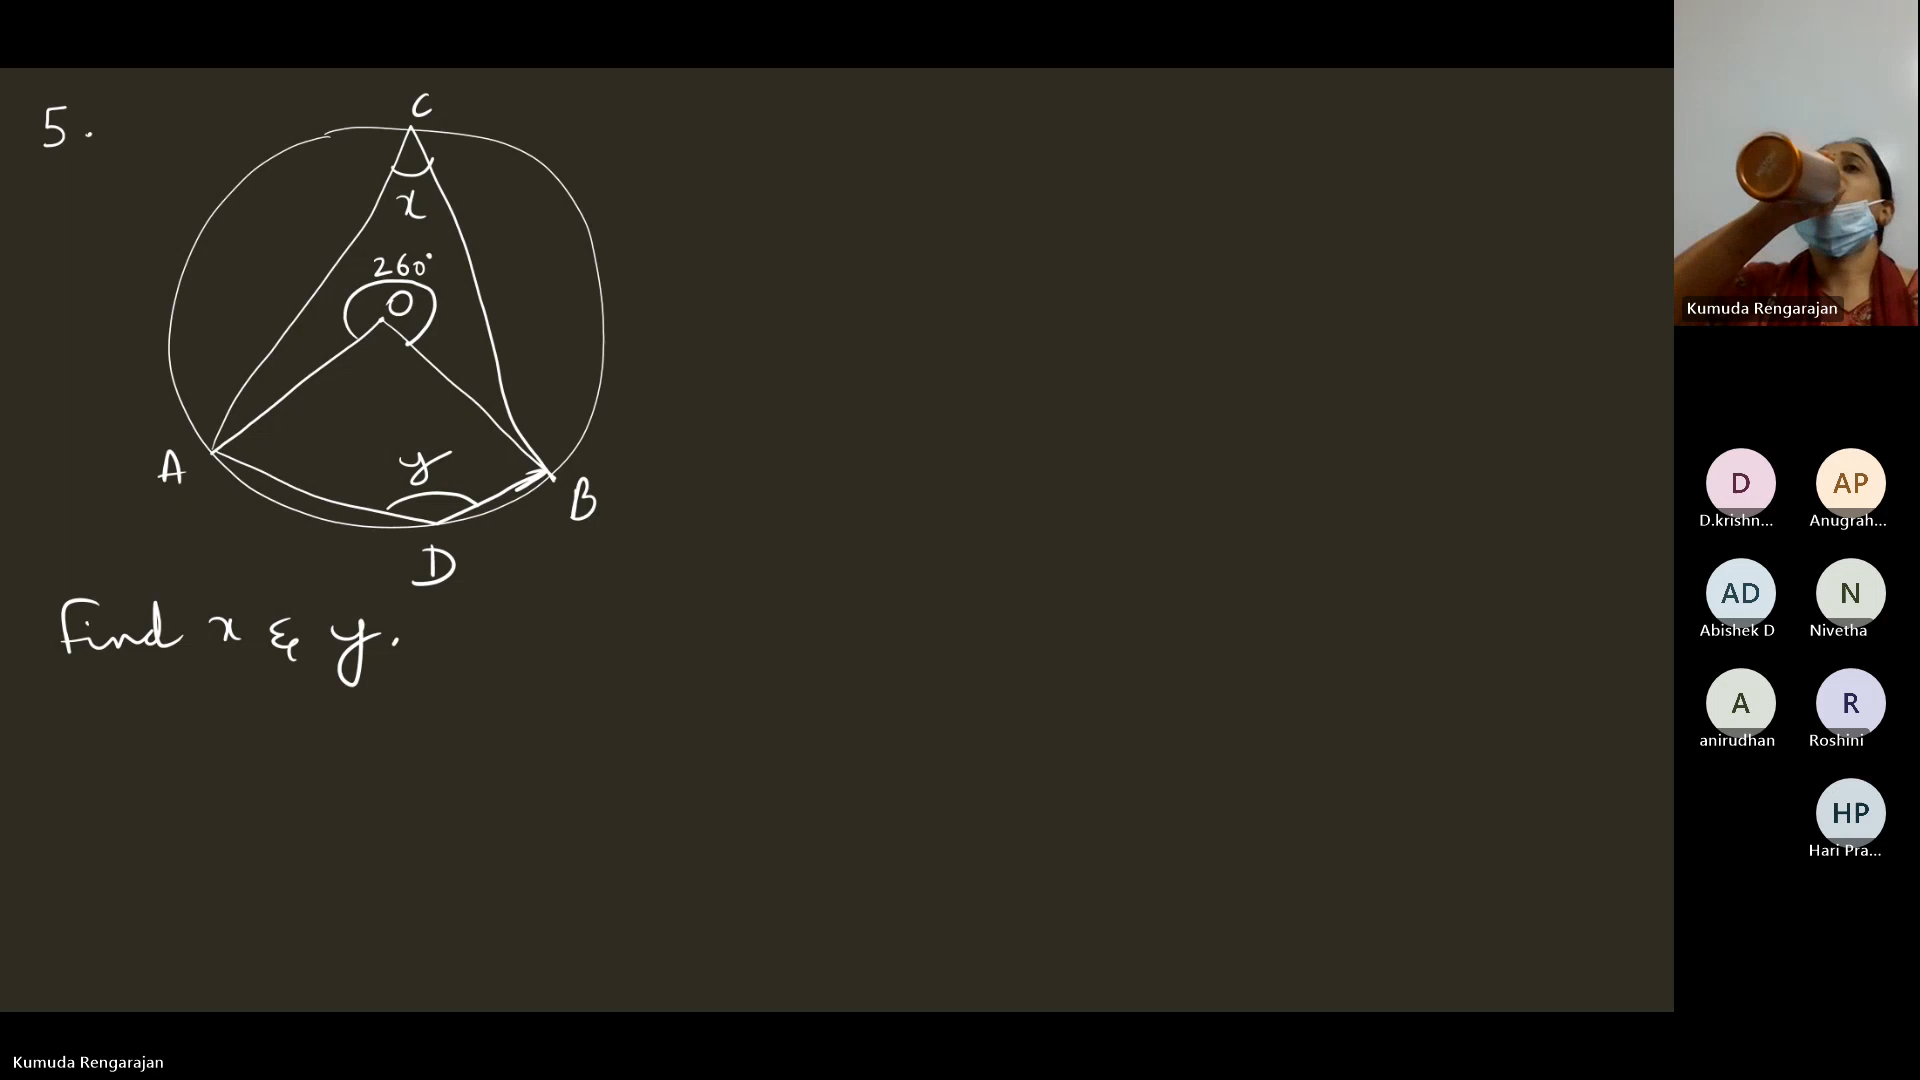 5.
C
x
260°
O
A
y
B
D
Find x & y.
Kumuda Rengarajan
D
AP
D.krishn...
Anugrah...
AD
N
Abishek D
Nivetha
A
R
anirudhan
Roshini
HP
Hari Pra...
Kumuda Rengarajan